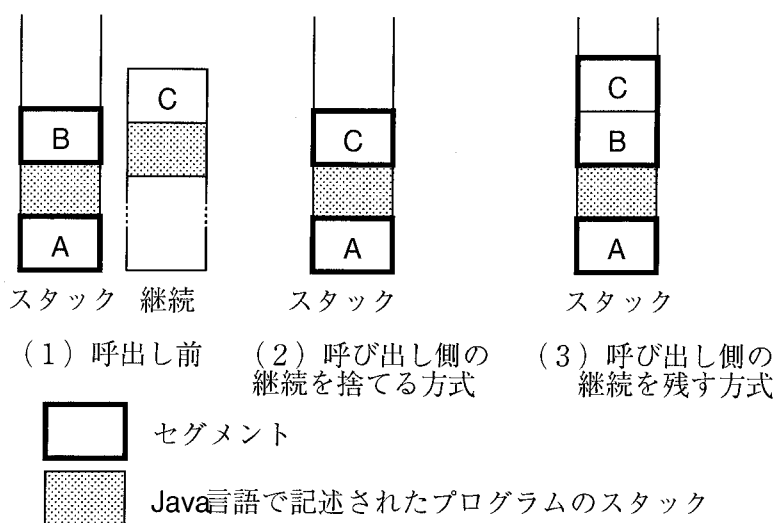 C
B
A
スタック
継続
(1)呼出し前
C
A
スタック
(2)呼び出し側の
継続を捨てる方式
C
B
A
スタック
(3)呼び出し側の
継続を残す方式
セグメント
Java言語で記述されたプログラムのスタック